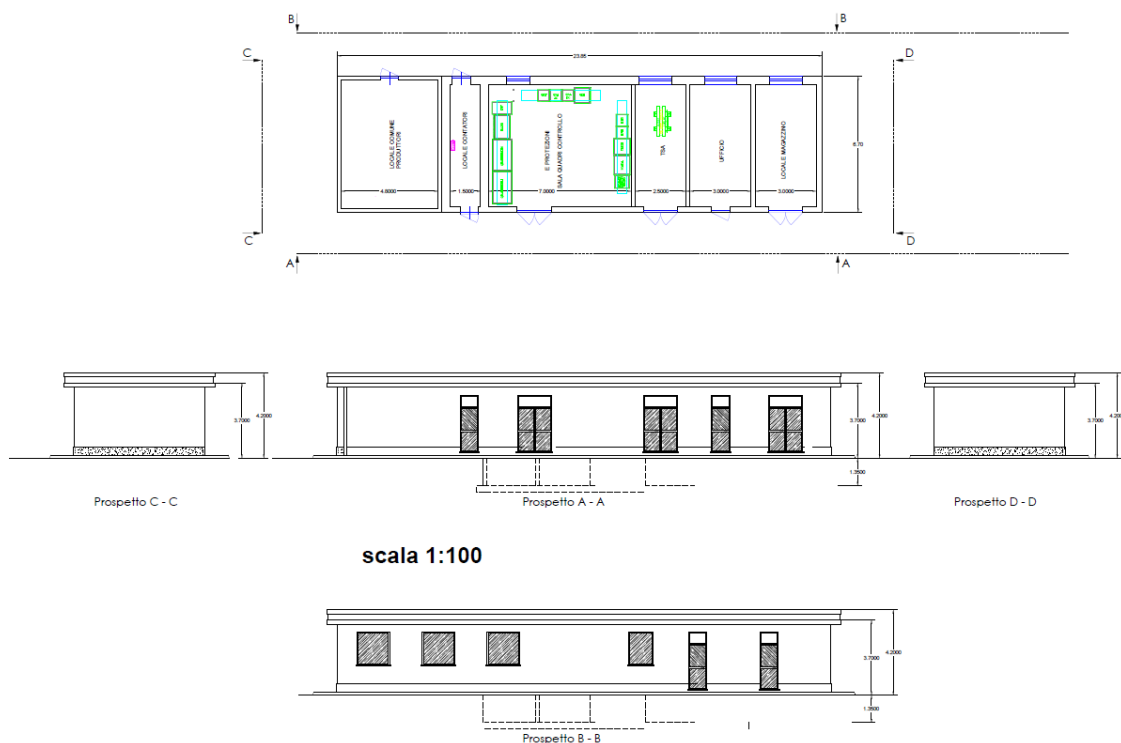 B
B
C
D
23.85
LOCALE COMUNE
PRODUTTORI
LOCALE CONTATORI
E PROTEZIONI
SALA QUADRI CONTROLLO
TSA
UFFICIO
LOCALE MAGAZZINO
6.70
4.8000
1.5000
7.0000
2.5000
3.0000
3.0000
C
D
A
A
3.7000
4.2000
3.7000
4.2000
1.3500
3.7000
4.2000
Prospetto C - C
Prospetto A - A
Prospetto D - D
scala 1:100
3.7000
4.2000
1.3500
Prospetto B - B